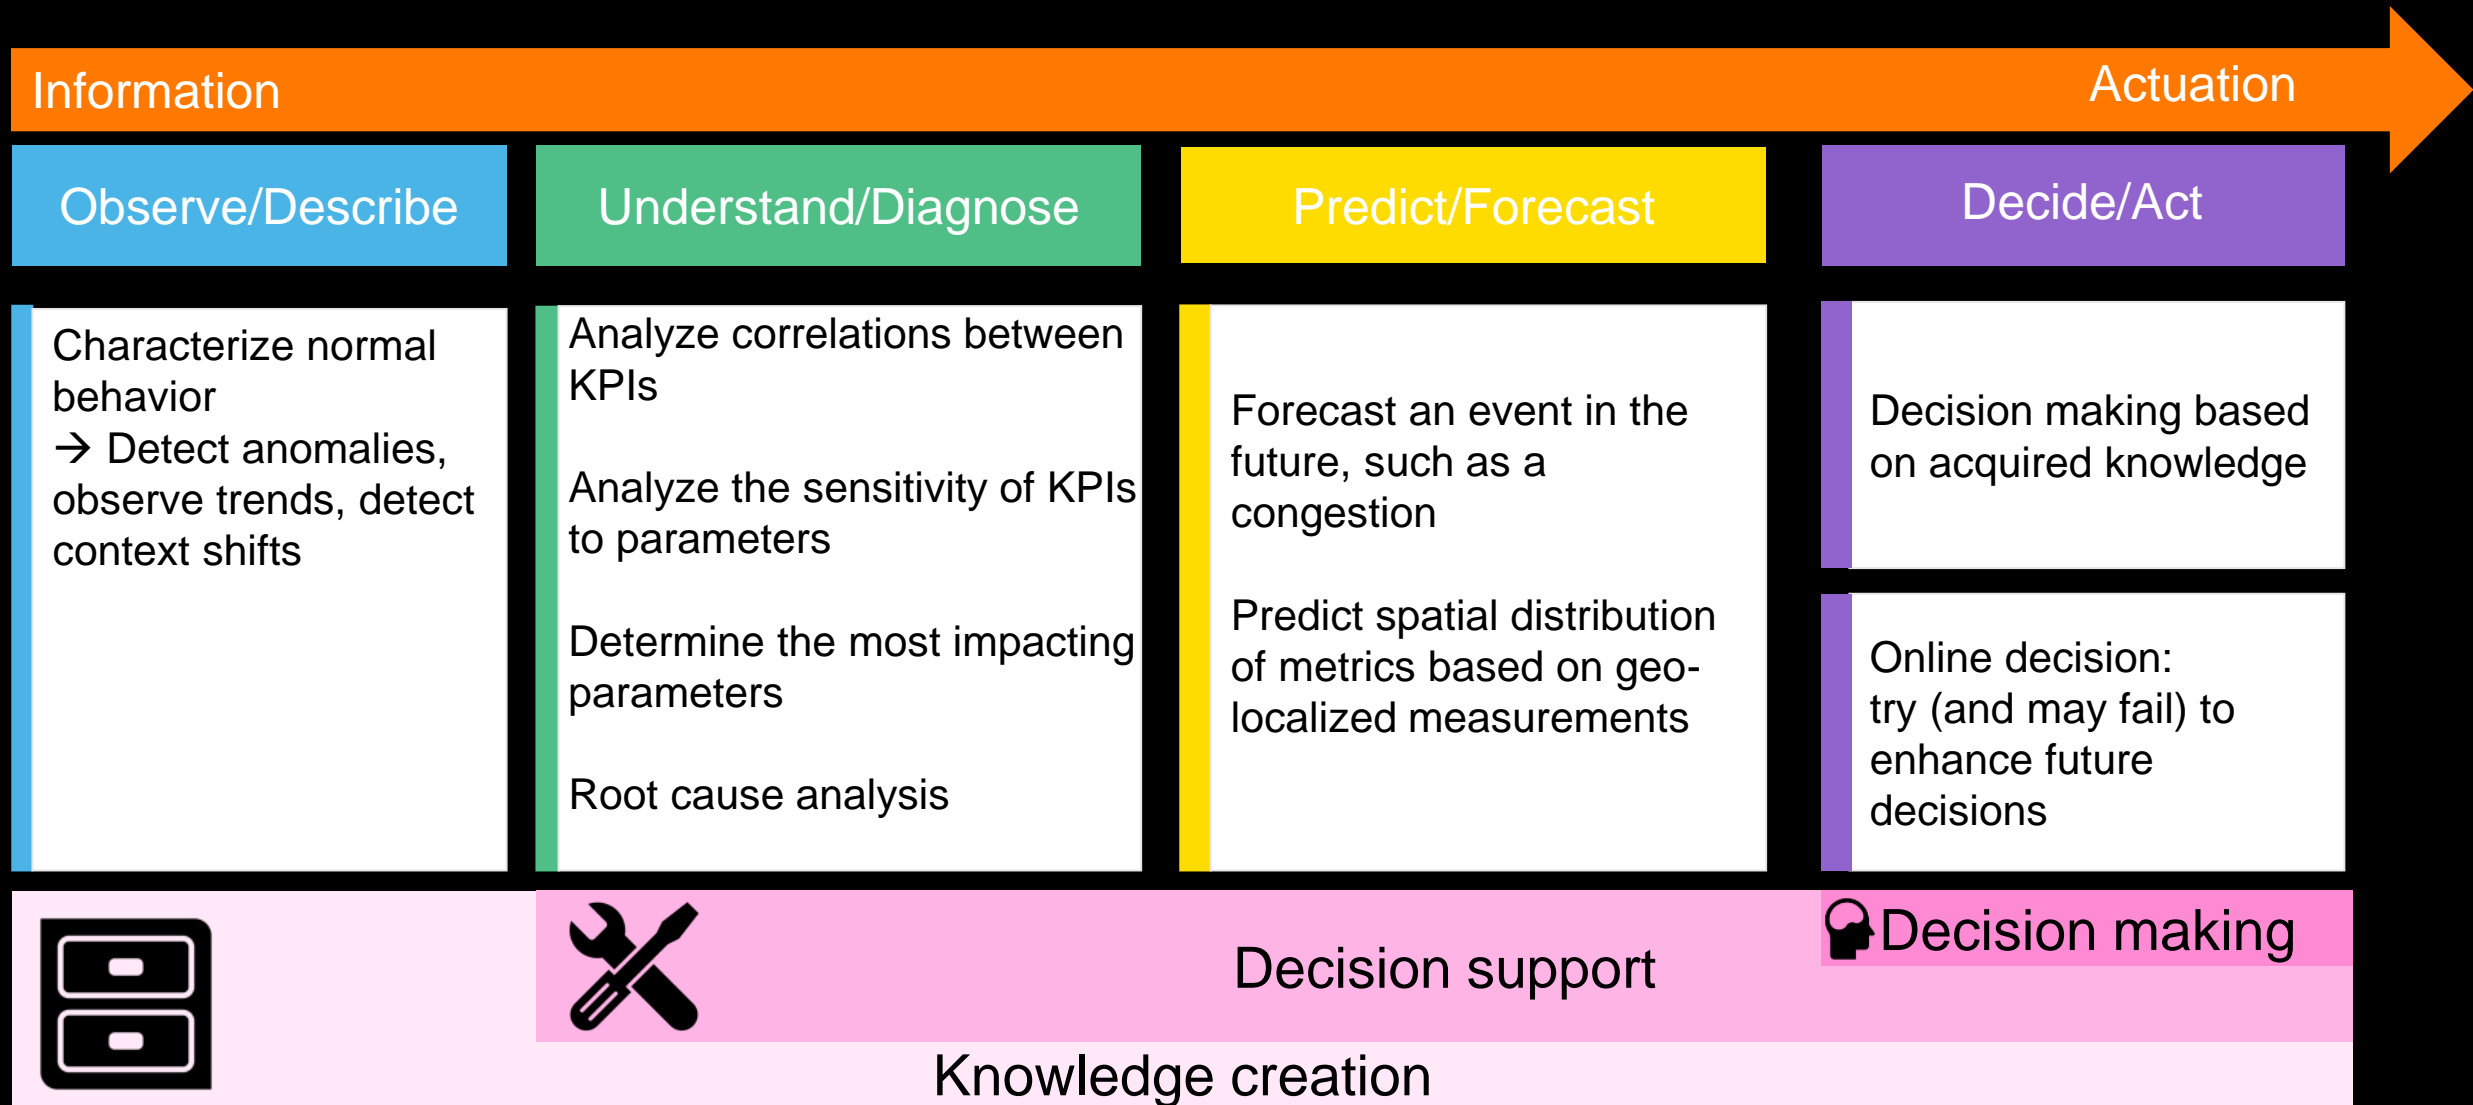 Information
Actuation
Observe/Describe
Understand/Diagnose
Predict/Forecast
Decide/Act
Characterize normal
behavior
→ Detect anomalies,
observe trends, detect
context shifts
Analyze correlations between
KPIs
Analyze the sensitivity of KPIs
to parameters
Determine the most impacting
parameters
Root cause analysis
Forecast an event in the
future, such as a
congestion
Predict spatial distribution
of metrics based on geo-
localized measurements
Decision making based
on acquired knowledge
Online decision:
try (and may fail) to
enhance future
decisions
Decision making
Decision support
Knowledge creation